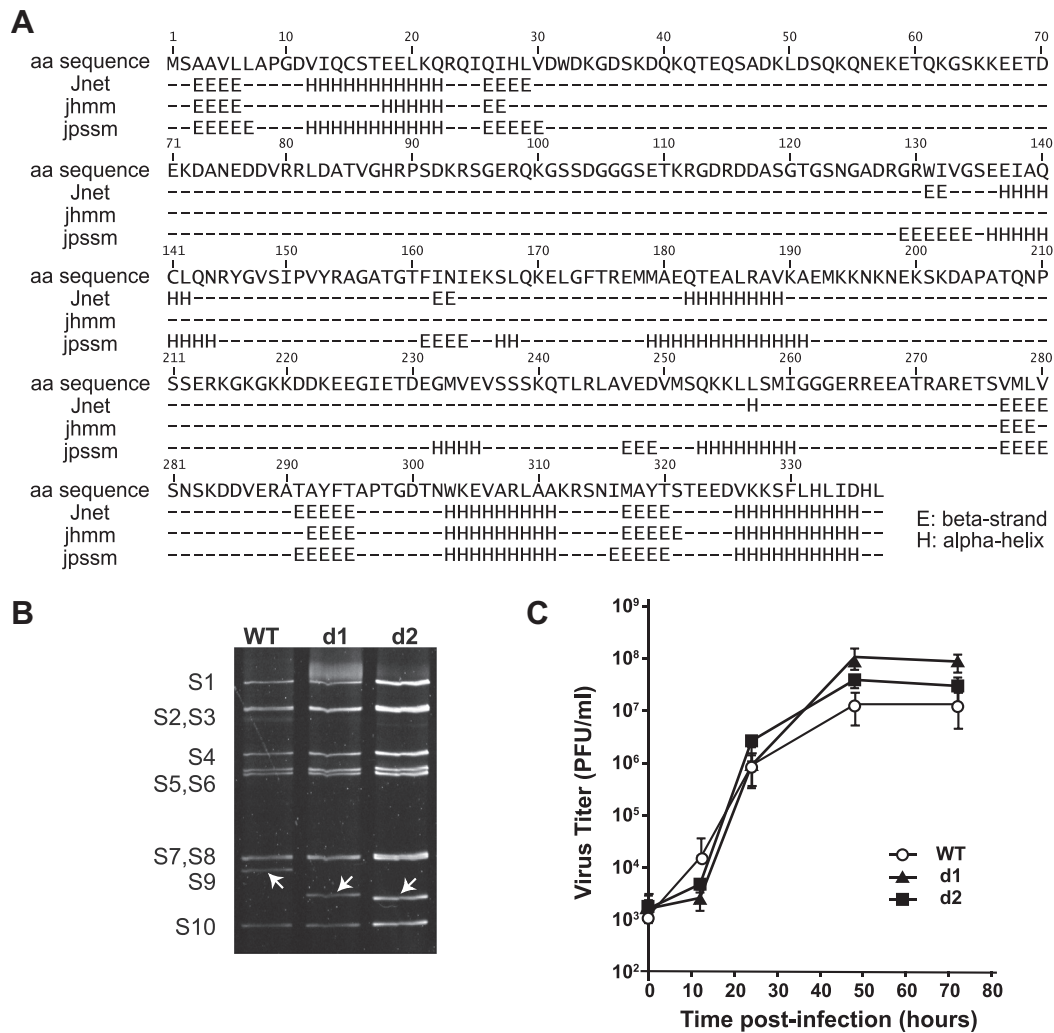 A
1 10 20 30 40 50 60 70
aa sequence MSAAVLLAPGDVIQCSTEELKQRQIQIHLVDWDKGDSKDQKQTEQSADKLDSQKQNEKETQKGSKKEETD
Jnet --EEEE-----HHHHHHHHHHH---EEEE-----------------------------------------
jhmm --EEEE-----------HHHHH---EE-------------------------------------------
jpssm --EEEEE----HHHHHHHHHHH---EEEEE----------------------------------------
71 80 90 100 110 120 130 140
aa sequence EKDANEDDVRRLDATVGHRPSDKRSGERQKGSSDGGGSETKRGDRDDASGTGSNGADRGRWIVGSEEIAQ
Jnet ------------------------------------------------------------EE----HHHH
jhmm ----------------------------------------------------------------------
jpssm ----------------------------------------------------------EEEEEE-HHHHH
141 150 160 170 180 190 200 210
aa sequence CLQNRYGVSIPVYRAGATGTFINIEKSLQKELGFTREMMAEQTEALRAVKAEMKKNKNEKSKDAPATQNP
Jnet HH-------------------EE------------------HHHHHHHH---------------------
jhmm ----------------------------------------------------------------------
jpssm HHHH----------------EEEE--HH----------HHHHHHHHHHHHH-------------------
211 220 230 240 250 260 270 280
aa sequence SSERKGKGKKDDKEEGIETDEGMVEVSSSKQTLRLAVEDVMSQKKLLSMIGGGERREEATRARETSVMLV
Jnet ----------------------------------------------H-------------------EEEE
jhmm ------------------------------------------------------------------EEE-
jpssm ---------------------HHHH-----------EEE---HHHHHHHH----------------EEEE
281 290 300 310 320 330
aa sequence SNSKDDVERATAYFTAPTGDTNWKEVARLAAKRSNIMAYTSTEEDVKKSFLHLIDHL
Jnet ----------EEEEE-------HHHHHHHHH-----EEEE-----HHHHHHHHHH--
jhmm -----------EEEE-------HHHHHHHHH-----EEEEE----HHHHHHHHHH--
jpssm ----------EEEEE-------HHHHHHHHH----EEEEE-----HHHHHHHHHH--
E: beta-strand
H: alpha-helix
B
WT d1 d2
S1
S2,S3
S4
S5,S6
S7,S8
S9
S10
C
10⁹
10⁸
10⁷
10⁶
10⁵
10⁴
10³
10²
Virus Titer (PFU/ml)
WT
d1
d2
0 10 20 30 40 50 60 70 80
Time post-infection (hours)